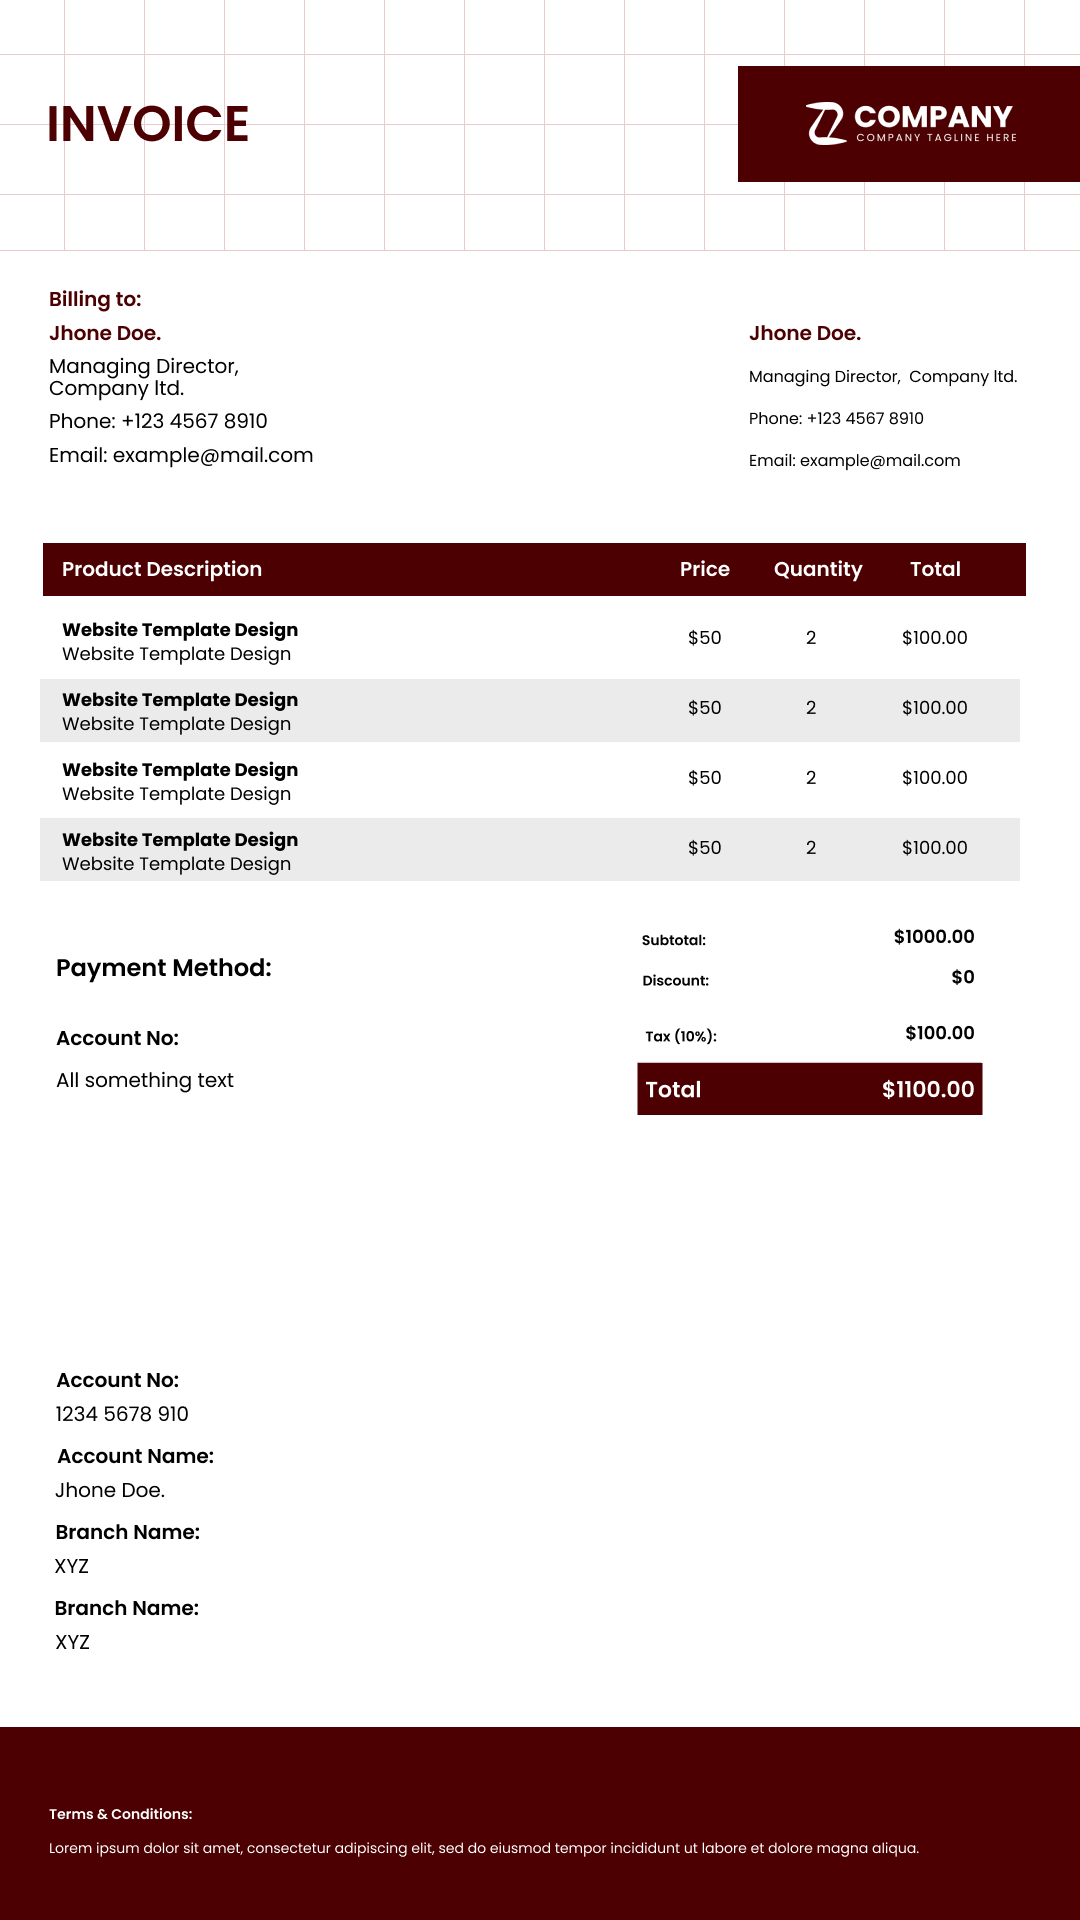 INVOICE
COMPANY
COMPANY TAGLINE HERE
Billing to:
Jhone Doe.
Managing Director,
Company ltd.
Phone: +123 4567 8910
Email: example@mail.com
Jhone Doe.
Managing Director,  Company ltd.
Phone: +123 4567 8910
Email: example@mail.com
Product Description Price Quantity Total
Website Template Design
Website Template Design
$50 2 $100.00
Website Template Design
Website Template Design
$50 2 $100.00
Website Template Design
Website Template Design
$50 2 $100.00
Website Template Design
Website Template Design
$50 2 $100.00
Subtotal: $1000.00
Discount: $0
Tax (10%): $100.00
Total $1100.00
Payment Method:
Account No:
All something text
Account No:
1234 5678 910
Account Name:
Jhone Doe.
Branch Name:
XYZ
Branch Name:
XYZ
Terms & Conditions:
Lorem ipsum dolor sit amet, consectetur adipiscing elit, sed do eiusmod tempor incididunt ut labore et dolore magna aliqua.